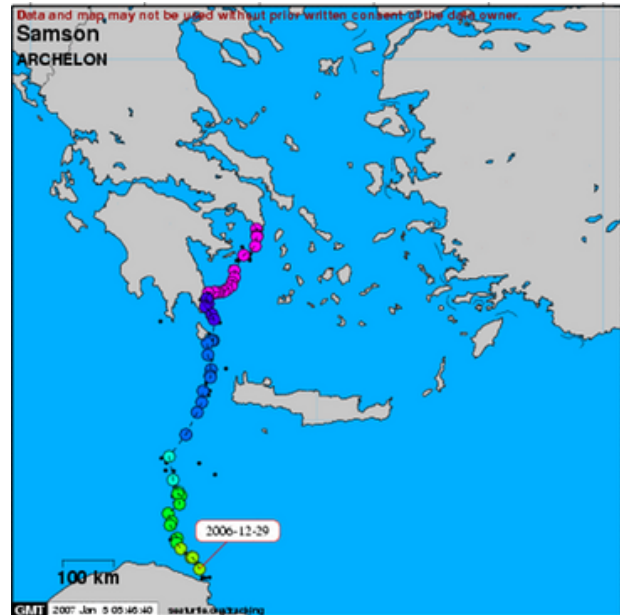 Data and map may not be used without prior written consent of the data owner.
Samson
ARCHELON
2006-12-29
100 km
GMT 2007 Jan 5 05:46:40 seaturtle.org/tracking